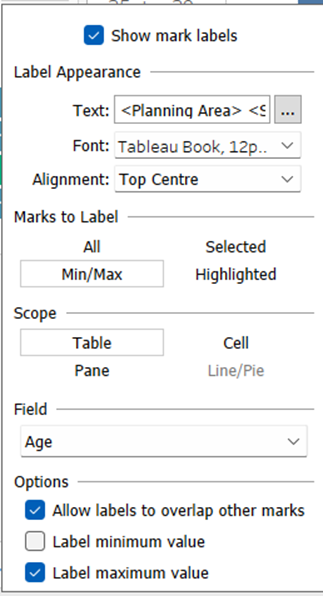 Show mark labels
Label Appearance
Text: <Planning Area> <S ...
Font: Tableau Book, 12p..
Alignment: Top Centre
Marks to Label
All Selected
Min/Max Highlighted
Scope
Table Cell
Pane Line/Pie
Field
Age
Options
Allow labels to overlap other marks
Label minimum value
Label maximum value